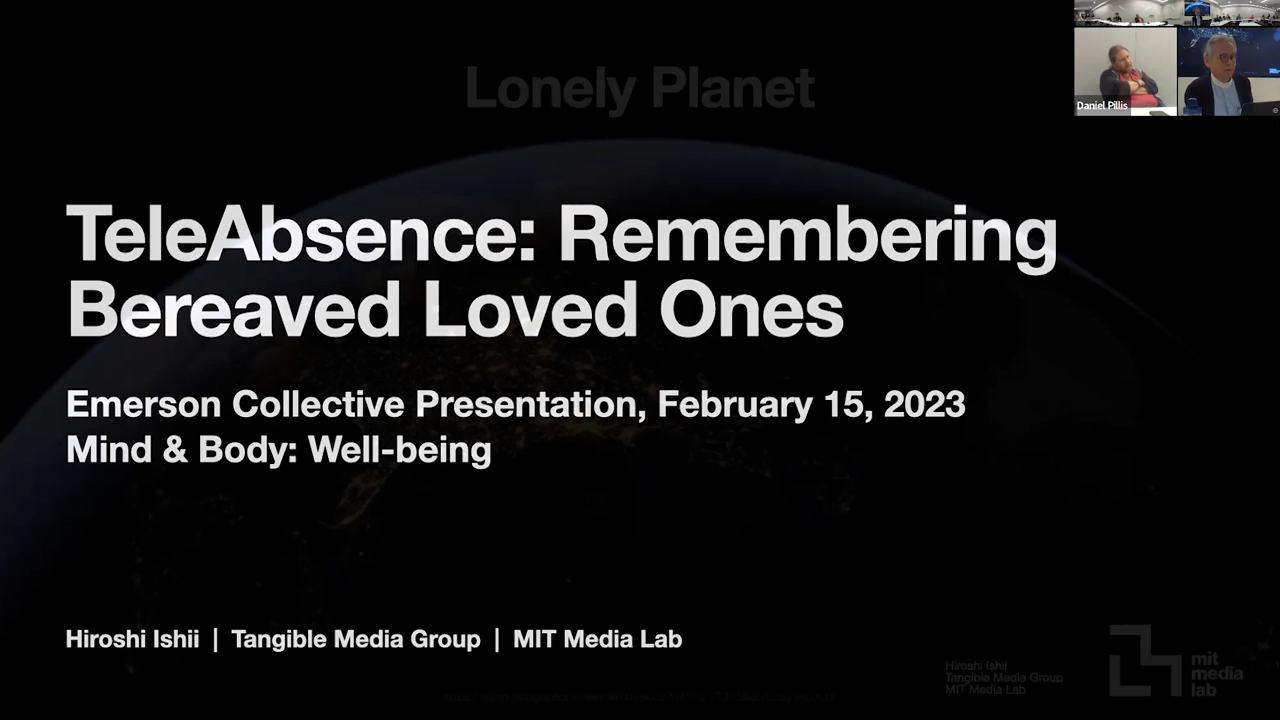 Lonely Planet
Daniel Pillis
TeleAbsence: Remembering
Bereaved Loved Ones
Emerson Collective Presentation, February 15, 2023
Mind & Body: Well-being
Hiroshi Ishii | Tangible Media Group | MIT Media Lab
Hiroshi Ishii
Tangible Media Group
MIT Media Lab
mit
media
lab